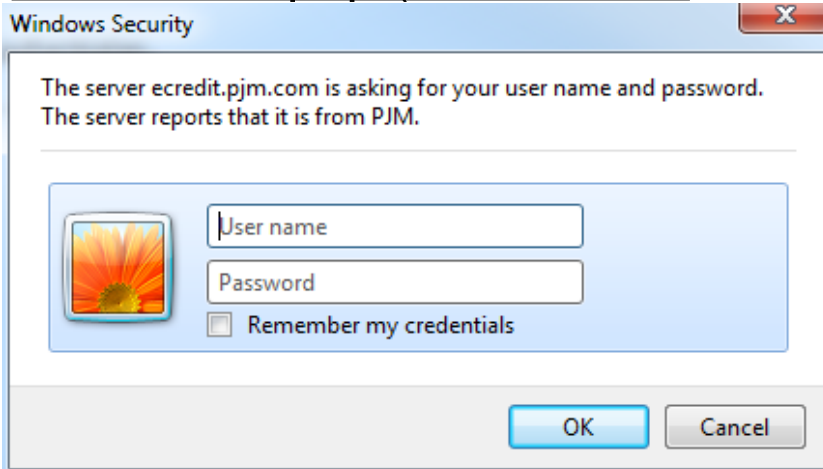 Windows Security
The server ecredit.pjm.com is asking for your user name and password.
The server reports that it is from PJM.
User name
Password
Remember my credentials
OK Cancel